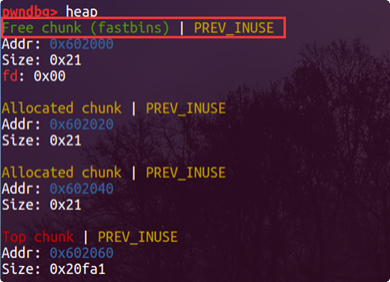 pwndbg> heap
Free chunk (fastbins) | PREV_INUSE
Addr: 0x602000
Size: 0x21
fd: 0x00
Allocated chunk | PREV_INUSE
Addr: 0x602020
Size: 0x21
Allocated chunk | PREV_INUSE
Addr: 0x602040
Size: 0x21
Top chunk | PREV_INUSE
Addr: 0x602060
Size: 0x20fa1